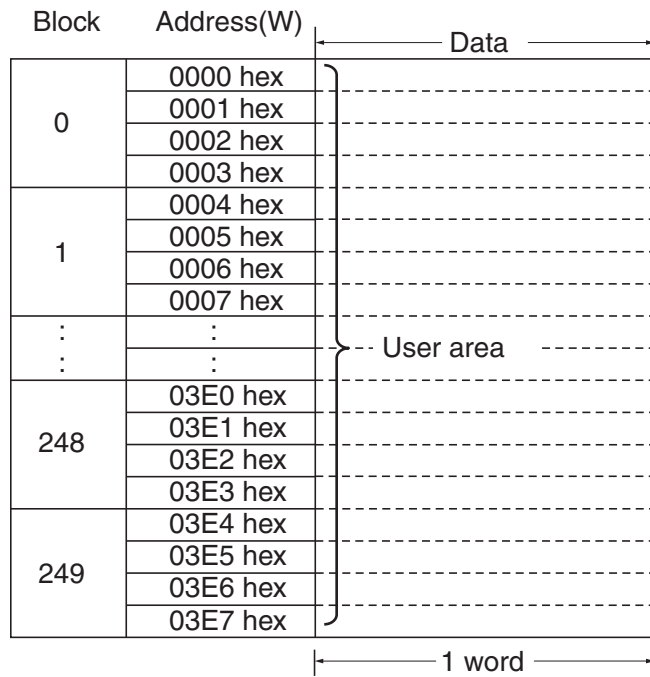 Block Address(W) Data
0000 hex
0001 hex
0
0002 hex
0003 hex
0004 hex
0005 hex
1
0006 hex
0007 hex
: :
: : User area
03E0 hex
03E1 hex
248
03E2 hex
03E3 hex
03E4 hex
03E5 hex
249
03E6 hex
03E7 hex
1 word